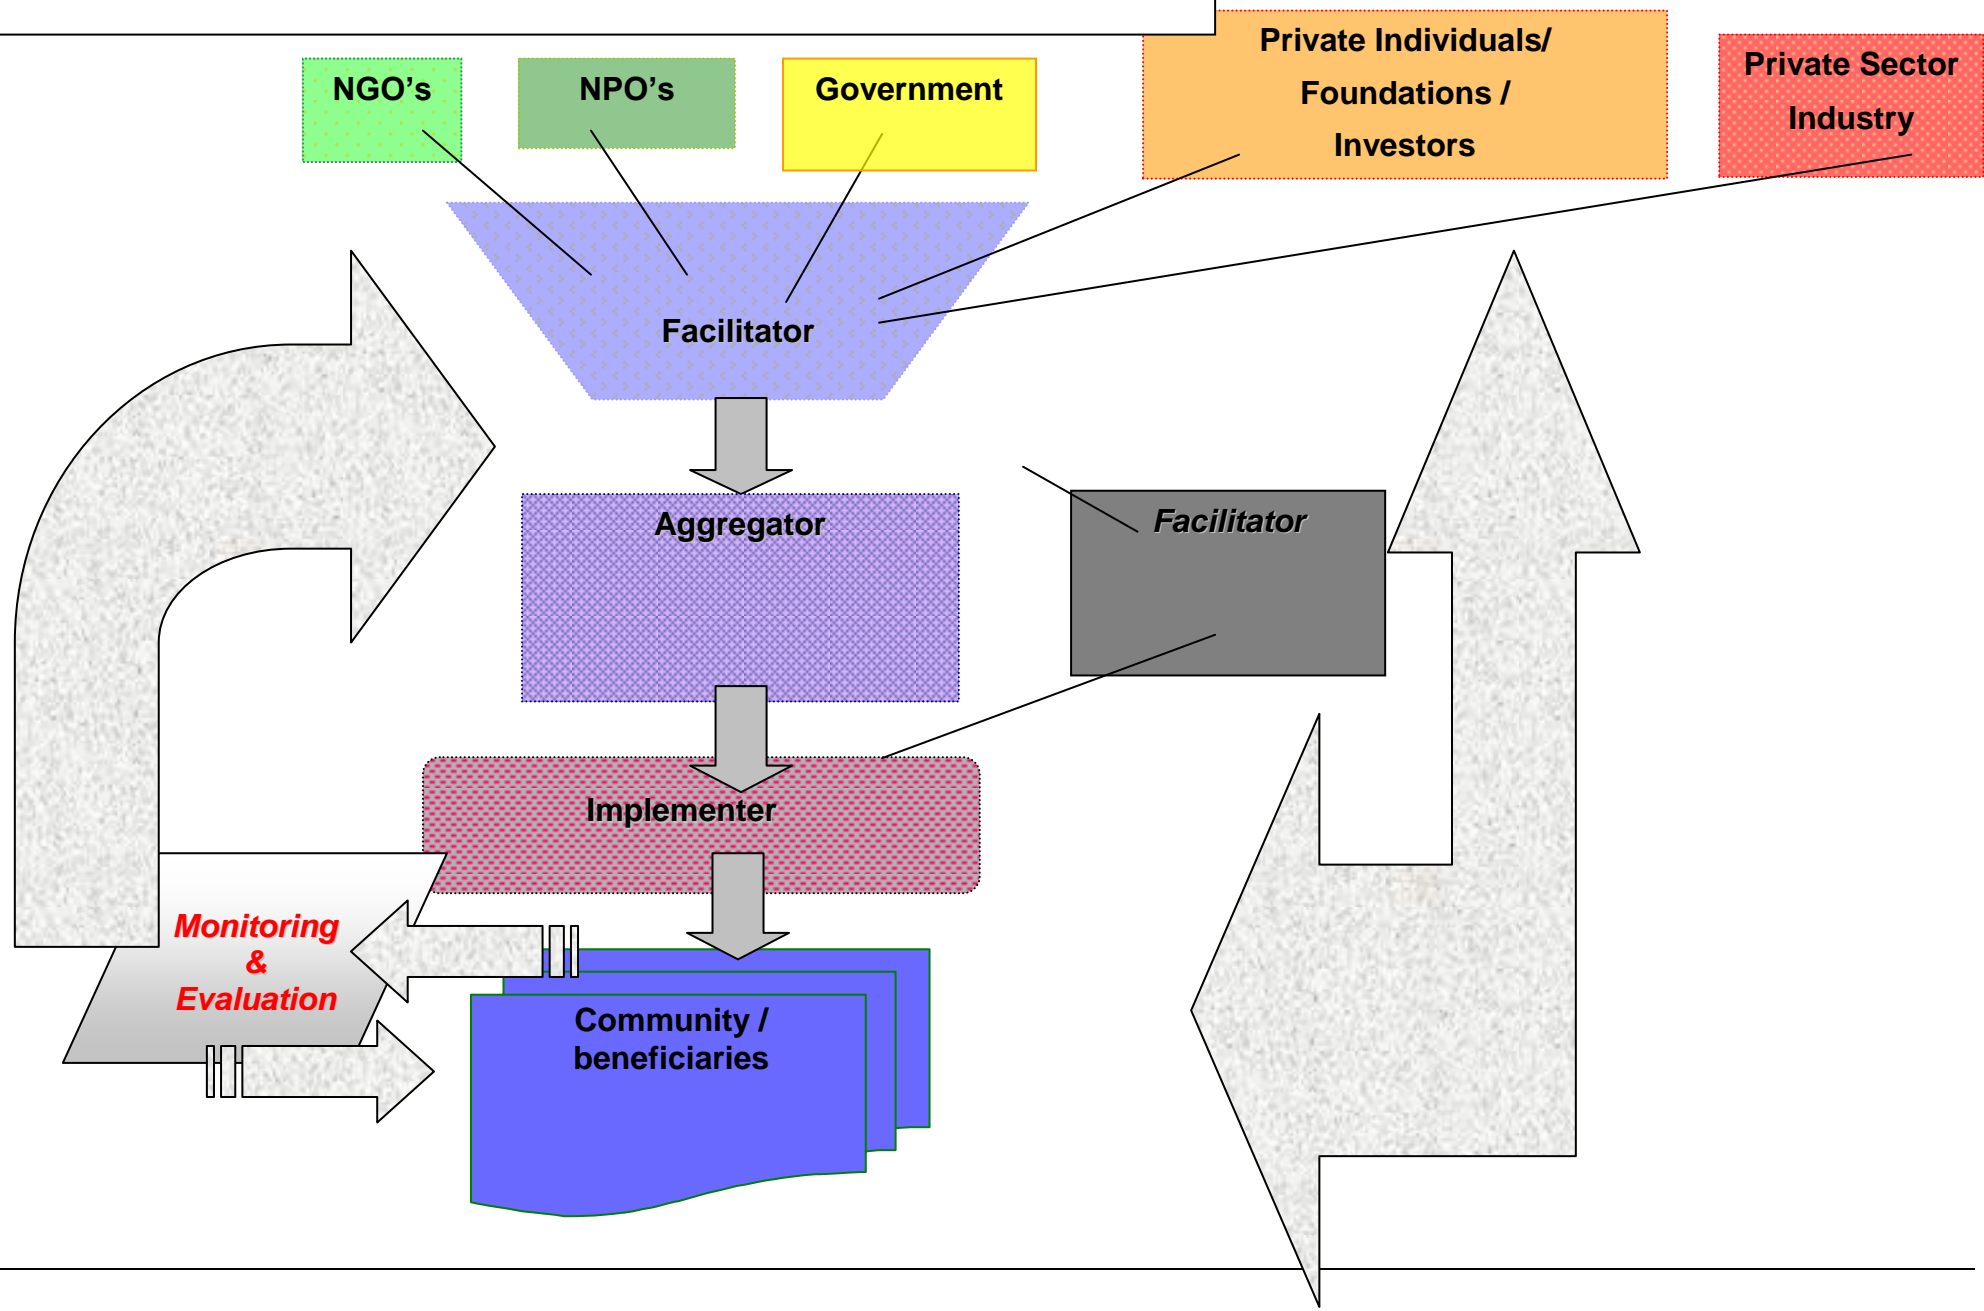 NGO’s
NPO’s
Government
Private Individuals/
Foundations /
Investors
Private Sector
Industry
Facilitator
Aggregator
Facilitator
Implementer
Monitoring
&
Evaluation
Community /
beneficiaries